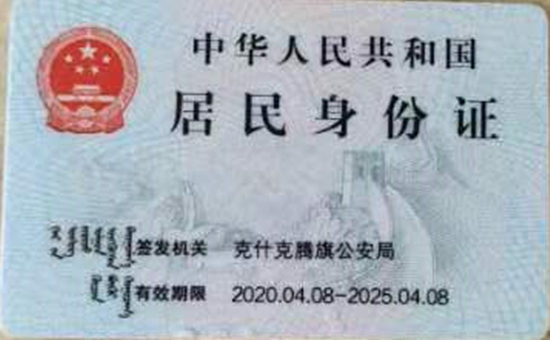 中华人民共和国
居民身份证
签发机关 克什克腾旗公安局
有效期限 2020.04.08-2025.04.08